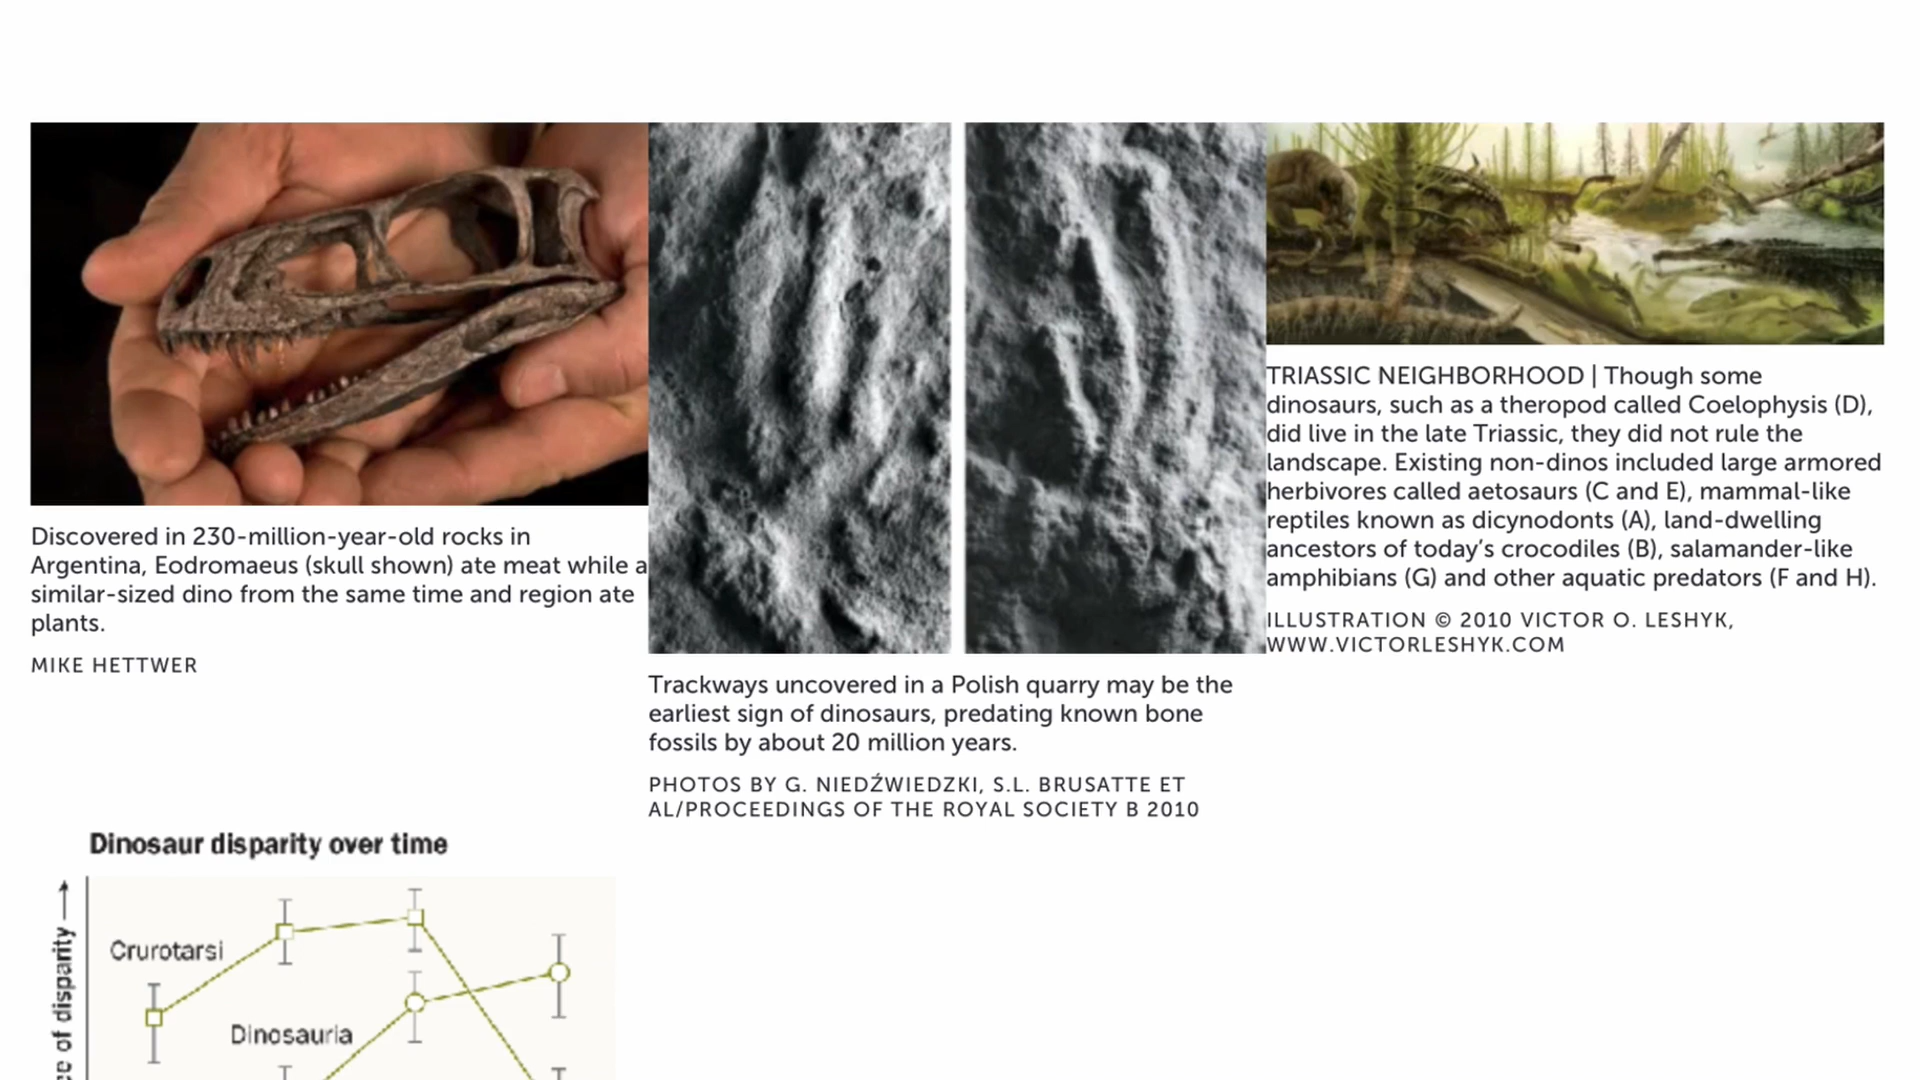 Discovered in 230-million-year-old rocks in
Argentina, Eodromaeus (skull shown) ate meat while a
similar-sized dino from the same time and region ate
plants.
MIKE HETTWER
Trackways uncovered in a Polish quarry may be the
earliest sign of dinosaurs, predating known bone
fossils by about 20 million years.
PHOTOS BY G. NIEDŹWIEDZKI, S.L. BRUSATTE ET
AL/PROCEEDINGS OF THE ROYAL SOCIETY B 2010
TRIASSIC NEIGHBORHOOD | Though some
dinosaurs, such as a theropod called Coelophysis (D),
did live in the late Triassic, they did not rule the
landscape. Existing non-dinos included large armored
herbivores called aetosaurs (C and E), mammal-like
reptiles known as dicynodonts (A), land-dwelling
ancestors of today's crocodiles (B), salamander-like
amphibians (G) and other aquatic predators (F and H).
ILLUSTRATION © 2010 VICTOR O. LESHYK,
WWW.VICTORLESHYK.COM
Dinosaur disparity over time
of disparity
Crurotarsi
Dinosauria